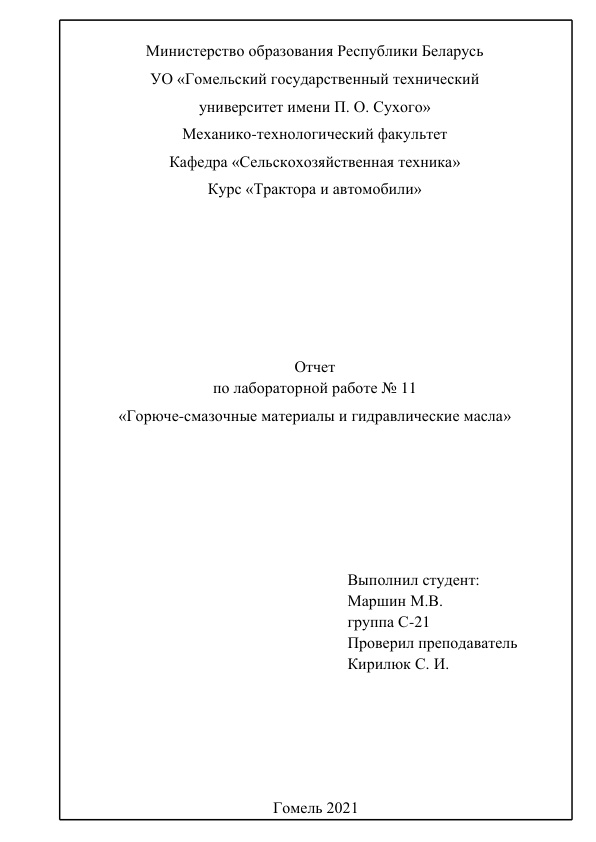 Министерство образования Республики Беларусь
УО «Гомельский государственный технический
университет имени П. О. Сухого»
Механико-технологический факультет
Кафедра «Сельскохозяйственная техника»
Курс «Трактора и автомобили»
Отчет
по лабораторной работе № 11
«Горюче-смазочные материалы и гидравлические масла»
Выполнил студент:
Маршин М.В.
группа С-21
Проверил преподаватель
Кирилюк С. И.
Гомель 2021